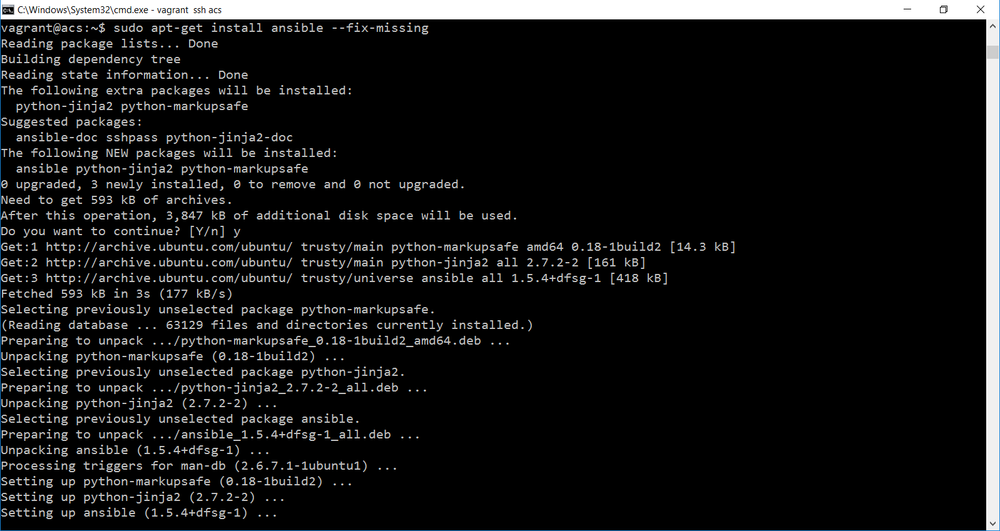 C:\Windows\System32\cmd.exe - vagrant  ssh acs
vagrant@acs:~$ sudo apt-get install ansible --fix-missing
Reading package lists... Done
Building dependency tree
Reading state information... Done
The following extra packages will be installed:
  python-jinja2 python-markupsafe
Suggested packages:
  ansible-doc sshpass python-jinja2-doc
The following NEW packages will be installed:
  ansible python-jinja2 python-markupsafe
0 upgraded, 3 newly installed, 0 to remove and 0 not upgraded.
Need to get 593 kB of archives.
After this operation, 3,847 kB of additional disk space will be used.
Do you want to continue? [Y/n] y
Get:1 http://archive.ubuntu.com/ubuntu/ trusty/main python-markupsafe amd64 0.18-1build2 [14.3 kB]
Get:2 http://archive.ubuntu.com/ubuntu/ trusty/main python-jinja2 all 2.7.2-2 [161 kB]
Get:3 http://archive.ubuntu.com/ubuntu/ trusty/universe ansible all 1.5.4+dfsg-1 [418 kB]
Fetched 593 kB in 3s (177 kB/s)
Selecting previously unselected package python-markupsafe.
(Reading database ... 63129 files and directories currently installed.)
Preparing to unpack .../python-markupsafe_0.18-1build2_amd64.deb ...
Unpacking python-markupsafe (0.18-1build2) ...
Selecting previously unselected package python-jinja2.
Preparing to unpack .../python-jinja2_2.7.2-2_all.deb ...
Unpacking python-jinja2 (2.7.2-2) ...
Selecting previously unselected package ansible.
Preparing to unpack .../ansible_1.5.4+dfsg-1_all.deb ...
Unpacking ansible (1.5.4+dfsg-1) ...
Processing triggers for man-db (2.6.7.1-1ubuntu1) ...
Setting up python-markupsafe (0.18-1build2) ...
Setting up python-jinja2 (2.7.2-2) ...
Setting up ansible (1.5.4+dfsg-1) ...